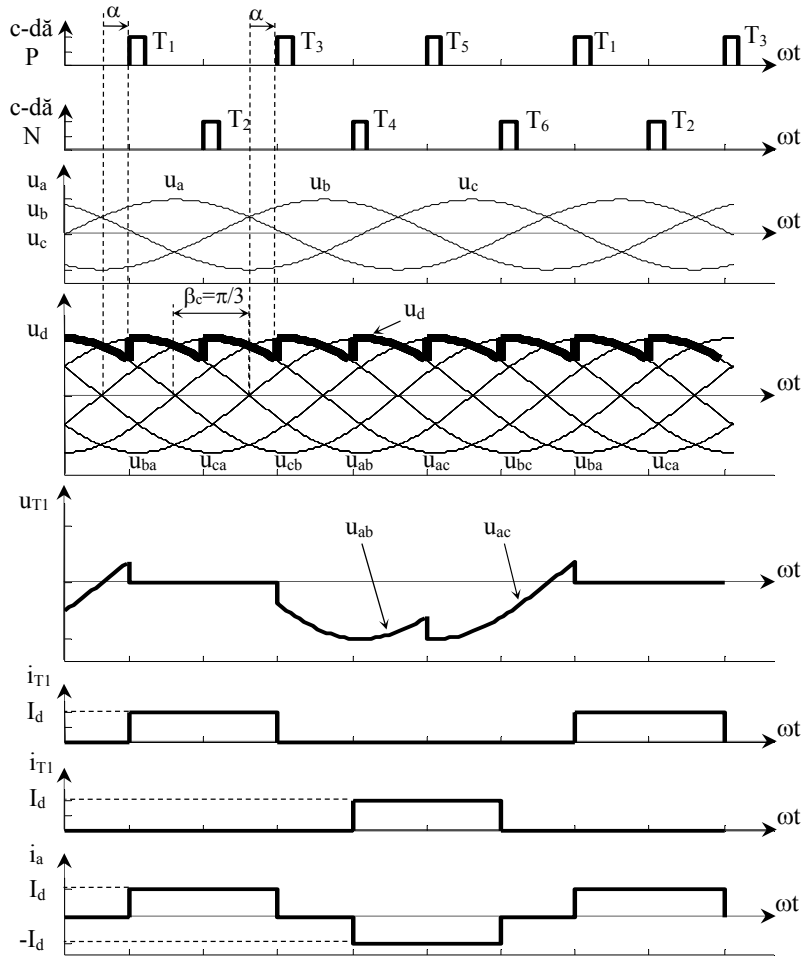 α α
c-dă
P
T1 T3 T5 T1 T3
ωt
c-dă
N
T2 T4 T6 T2
ωt
ua
ub
uc
ua ub uc
ωt
βc=π/3
ud
ud
ωt
uba uca ucb uab uac ubc uba uca
uT1
uab uac
ωt
iT1
Id
ωt
iT1
Id
ωt
ia
Id
-Id
ωt